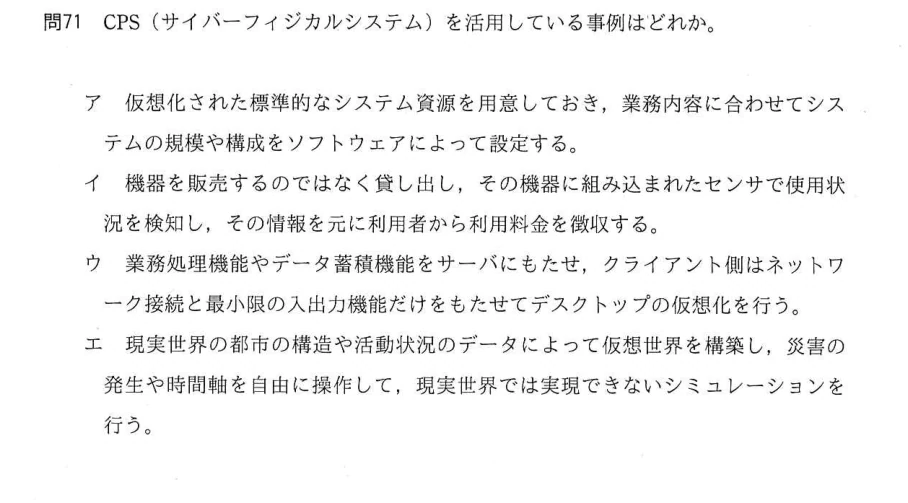 問71 CPS（サイバーフィジカルシステム）を活用している事例はどれか。
ア 仮想化された標準的なシステム資源を用意しておき，業務内容に合わせてシス
テムの規模や構成をソフトウェアによって設定する。
イ 機器を販売するのではなく貸し出し，その機器に組み込まれたセンサで使用状
況を検知し，その情報を元に利用者から利用料金を徴収する。
ウ 業務処理機能やデータ蓄積機能をサーバにもたせ，クライアント側はネットワ
ーク接続と最小限の入出力機能だけをもたせてデスクトップの仮想化を行う。
エ 現実世界の都市の構造や活動状況のデータによって仮想世界を構築し，災害の
発生や時間軸を自由に操作して，現実世界では実現できないシミュレーションを
行う。